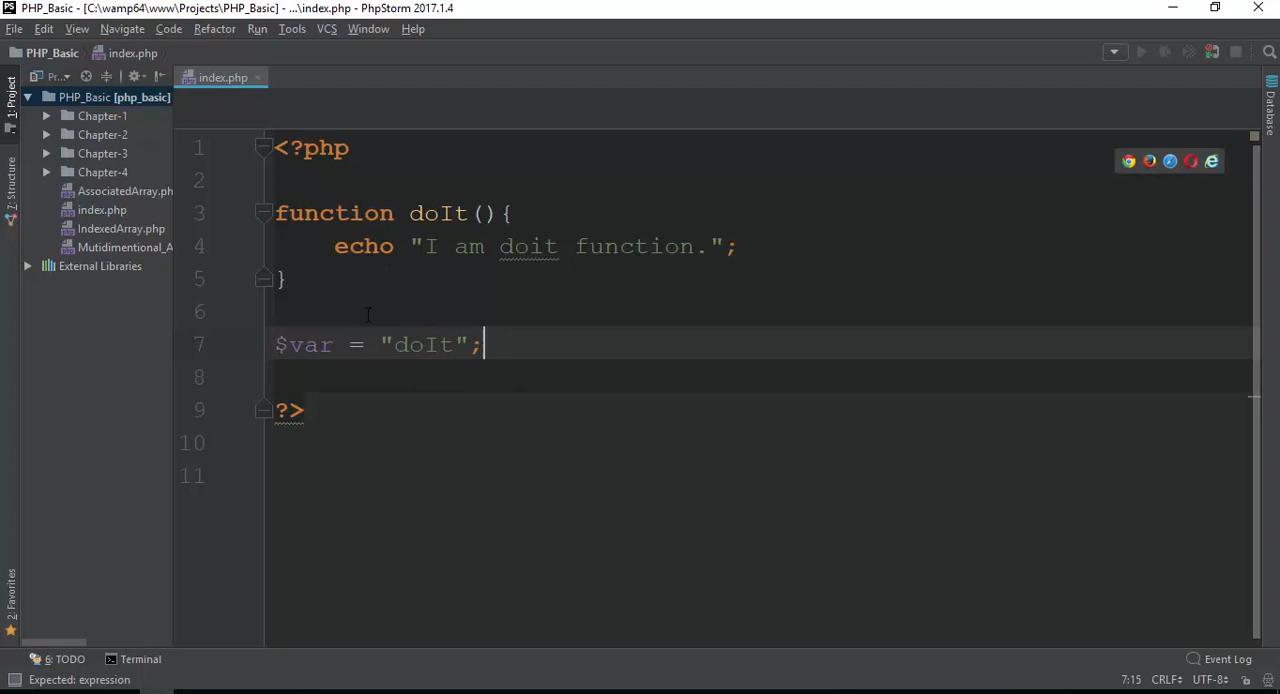 PHP_Basic - [C:\wamp64\www\Projects\PHP_Basic] - ...\index.php - PhpStorm 2017.1.4
File Edit View Navigate Code Refactor Run Tools VCS Window Help
PHP_Basic index.php
Pr... index.php
1: Project
7: Structure
2: Favorites
Database
PHP_Basic [php_basic]
Chapter-1
Chapter-2
Chapter-3
Chapter-4
AssociatedArray.ph
index.php
IndexedArray.php
Mutidimentional_A
External Libraries
1 <?php
2
3 function doIt(){
4 echo "I am doit function.";
5 }
6
7 $var = "doIt";
8
9 ?>
10
11
6: TODO Terminal Event Log
Expected: expression 7:15 CRLF UTF-8